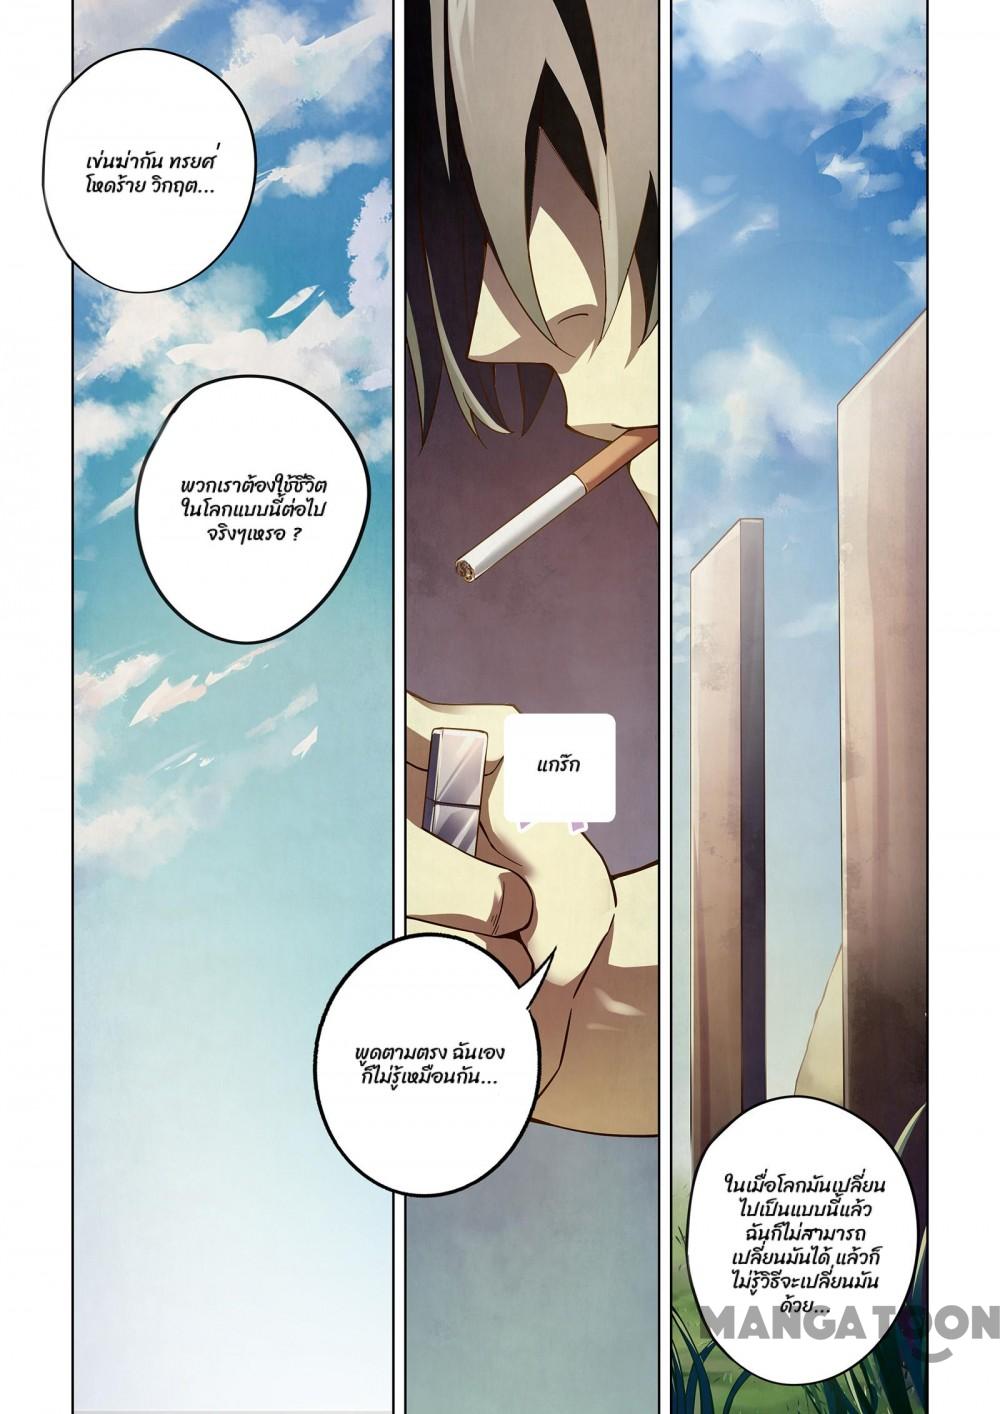 เข่นฆ่ากัน ทรยศ
โหดร้าย วิกฤต...
พวกเราต้องใช้ชีวิต
ในโลกแบบนี้ต่อไป
จริงๆเหรอ ?
แกร๊ก
พูดตามตรง ฉันเอง
ก็ไม่รู้เหมือนกัน...
ในเมื่อโลกมันเปลี่ยน
ไปเป็นแบบนี้แล้ว
ฉันก็ไม่สามารถ
เปลี่ยนมันได้ แล้วก็
ไม่รู้วิธีจะเปลี่ยนมัน
ด้วย...
MANGATOON